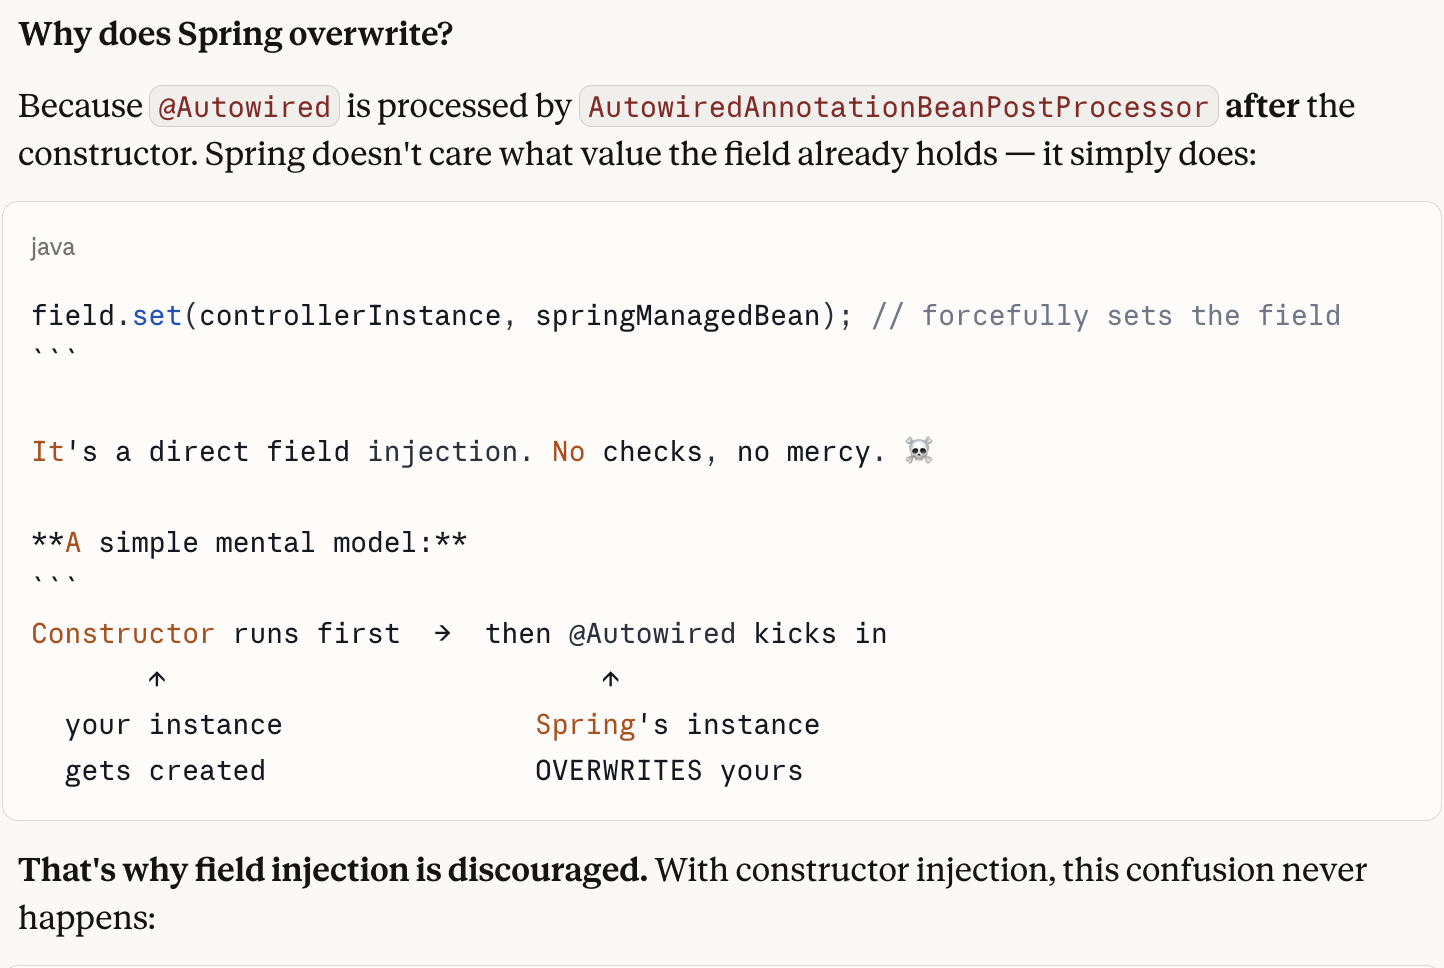 Why does Spring overwrite?
Because @Autowired is processed by AutowiredAnnotationBeanPostProcessor after the
constructor. Spring doesn't care what value the field already holds — it simply does:
java
field.set(controllerInstance, springManagedBean); // forcefully sets the field
```
It's a direct field injection. No checks, no mercy. ☠️
**A simple mental model:**
```
Constructor runs first → then @Autowired kicks in
↑ ↑
your instance Spring's instance
gets created OVERWRITES yours
That's why field injection is discouraged. With constructor injection, this confusion never
happens: